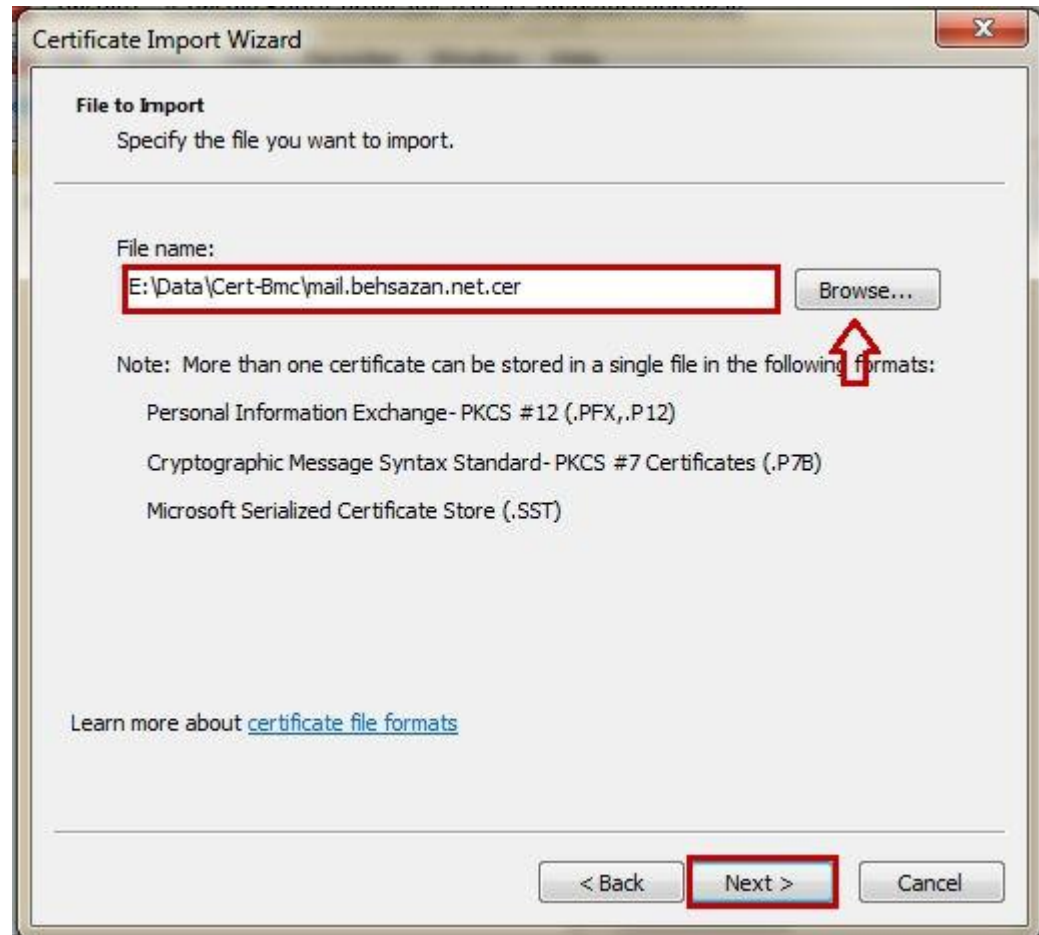 Certificate Import Wizard
File to Import
Specify the file you want to import.
File name:
E:\Data\Cert-Bmc\mail.behsazan.net.cer
Browse...
Note: More than one certificate can be stored in a single file in the following formats:
Personal Information Exchange- PKCS #12 (.PFX,.P12)
Cryptographic Message Syntax Standard- PKCS #7 Certificates (.P7B)
Microsoft Serialized Certificate Store (.SST)
Learn more about certificate file formats
< Back Next > Cancel